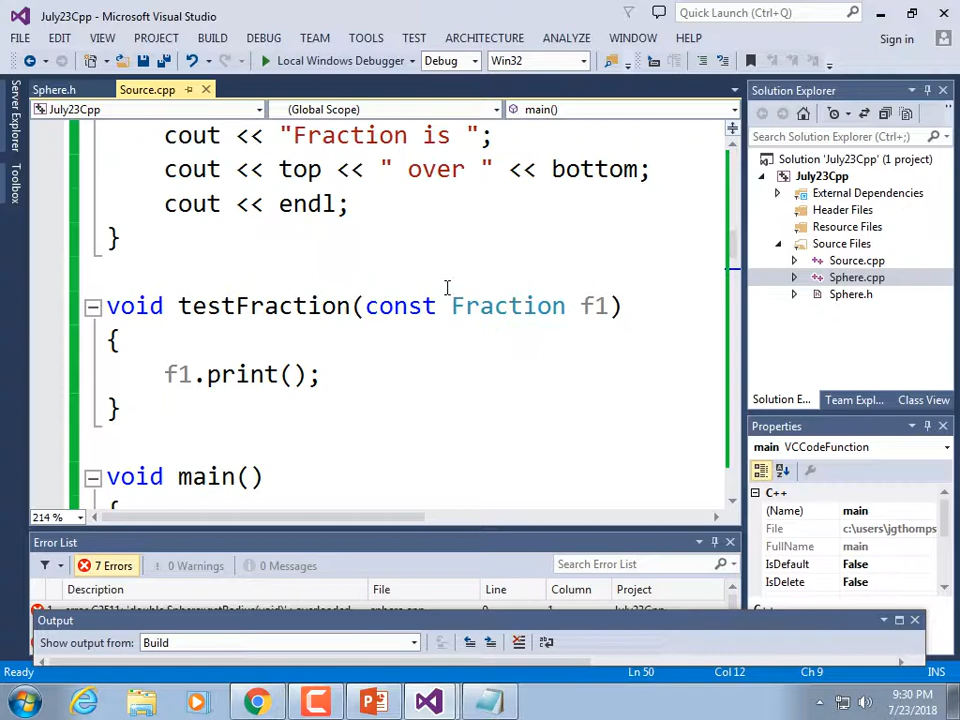 July23Cpp - Microsoft Visual Studio
Quick Launch (Ctrl+Q)
FILE EDIT VIEW PROJECT BUILD DEBUG TEAM TOOLS TEST ARCHITECTURE ANALYZE WINDOW HELP
Sign in
Local Windows Debugger Debug Win32
Server Explorer
Toolbox
Sphere.h Source.cpp
July23Cpp (Global Scope) main()
cout << "Fraction is ";
cout << top << " over " << bottom;
cout << endl;
}
void testFraction(const Fraction f1)
{
f1.print();
}
void main()
{
214 %
Solution Explorer
Search Solution Explorer (Ctrl+;)
Solution 'July23Cpp' (1 project)
July23Cpp
External Dependencies
Header Files
Resource Files
Source Files
Source.cpp
Sphere.cpp
Sphere.h
Solution E... Team Expl... Class View
Properties
main VCCodeFunction
C++
(Name) main
File c:\users\jgthomps
FullName main
IsDefault False
IsDelete False
Error List
7 Errors 0 Warnings 0 Messages Search Error List
Description File Line Column Project
Output
Show output from: Build
Ready Ln 50 Col 12 Ch 9 INS
9:30 PM
7/23/2018